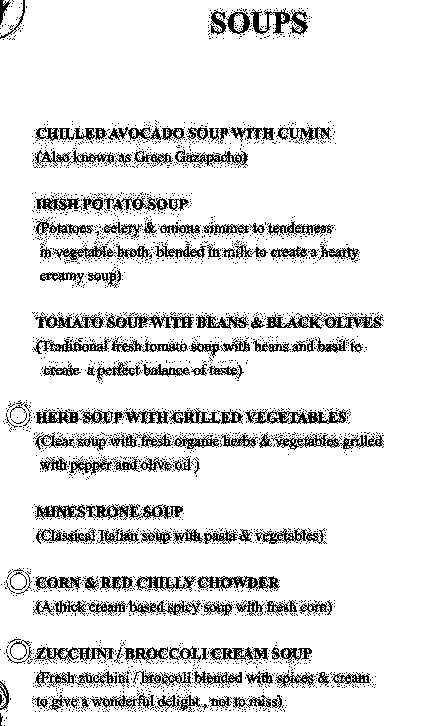 SOUPS
CHILLED AVOCADO SOUP WITH CUMIN
(Also known as Green Gazapacho)
IRISH POTATO SOUP
(Potatoes , celery & onions simmer to tenderness
in vegetable broth, blended in milk to create a hearty
creamy soup)
TOMATO SOUP WITH BEANS & BLACK OLIVES
(Traditional fresh tomato soup with beans and basil to
create a perfect balance of taste)
HERB SOUP WITH GRILLED VEGETABLES
(Clear soup with fresh organic herbs & vegetables grilled
with pepper and olive oil )
MINESTRONE SOUP
(Classical Italian soup with pasta & vegetables)
CORN & RED CHILLY CHOWDER
(A thick cream based spicy soup with fresh corn)
ZUCCHINI / BROCCOLI CREAM SOUP
(Fresh zucchini / broccoli blended with spices & cream
to give a wonderful delight , not to miss)